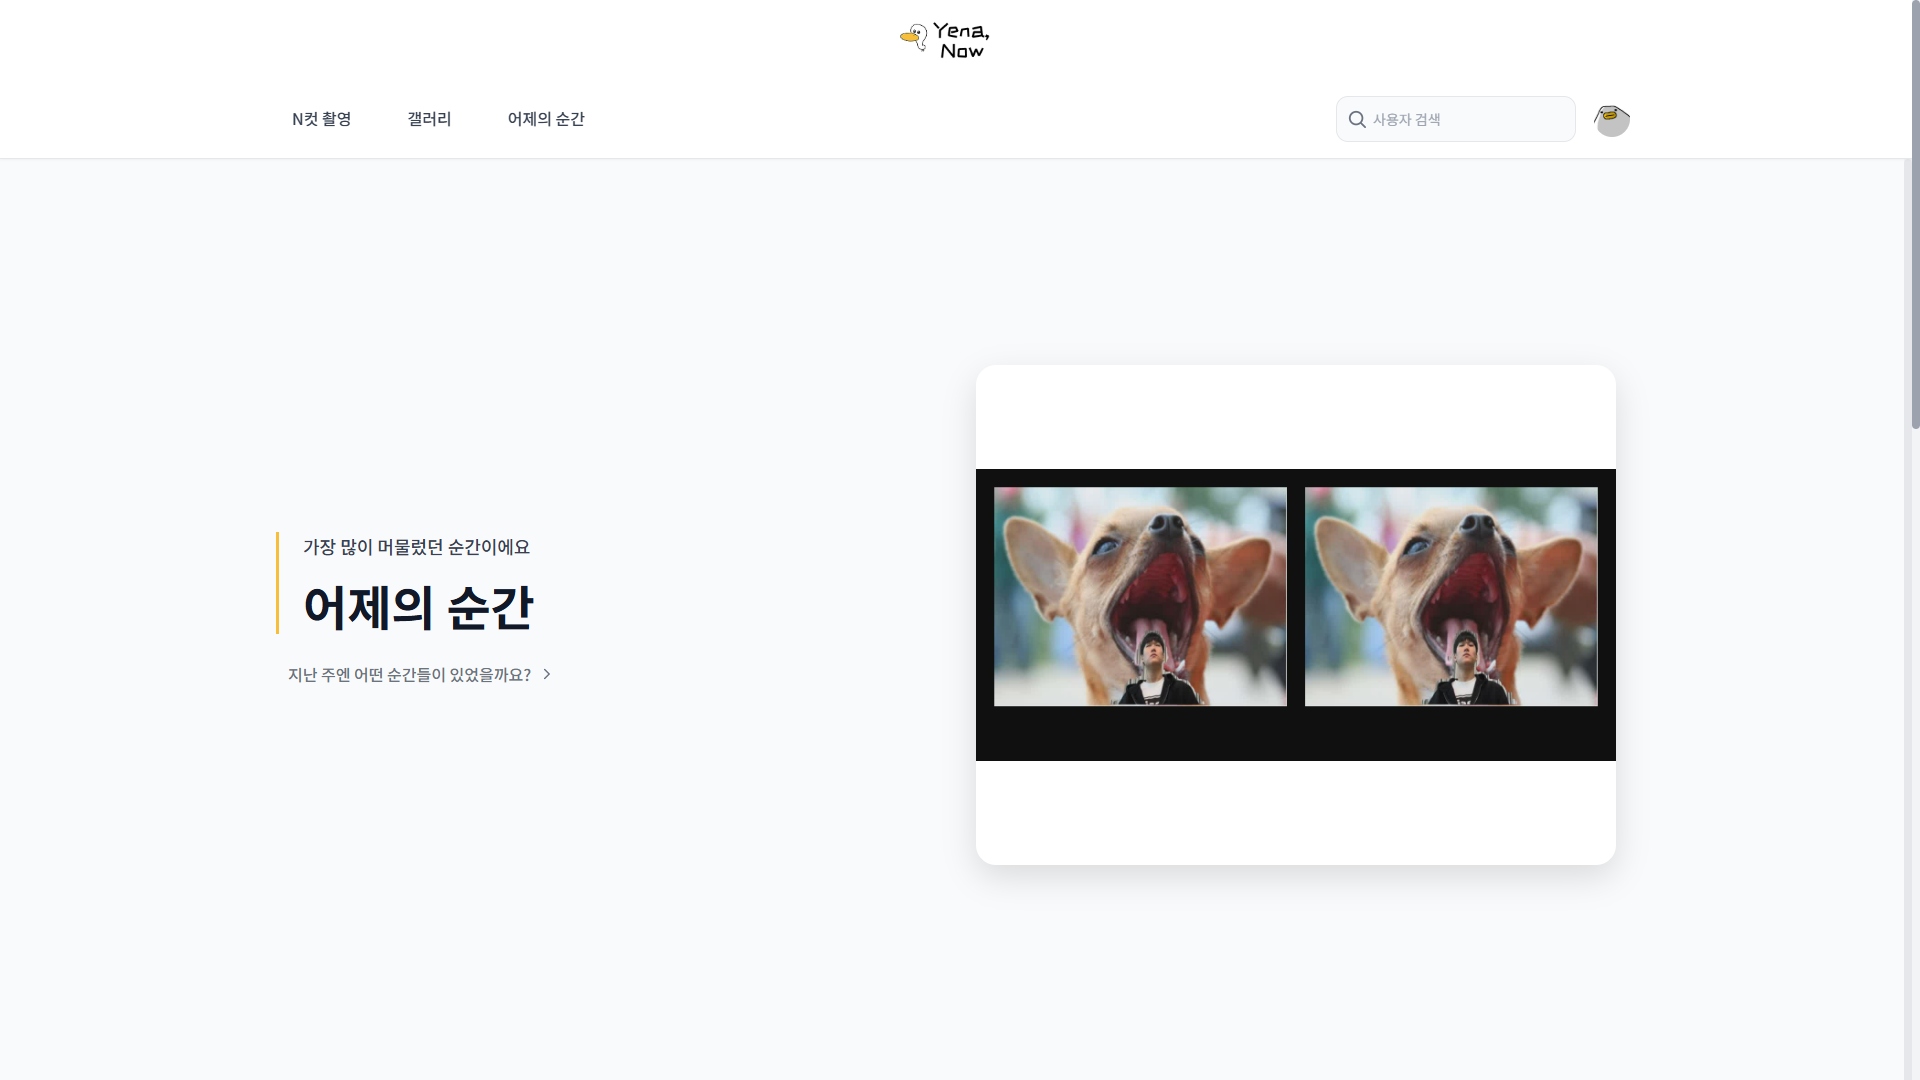 Yena,
Now
N컷 촬영
갤러리
어제의 순간
사용자 검색
가장 많이 머물렀던 순간이에요
어제의 순간
지난 주엔 어떤 순간들이 있었을까요?